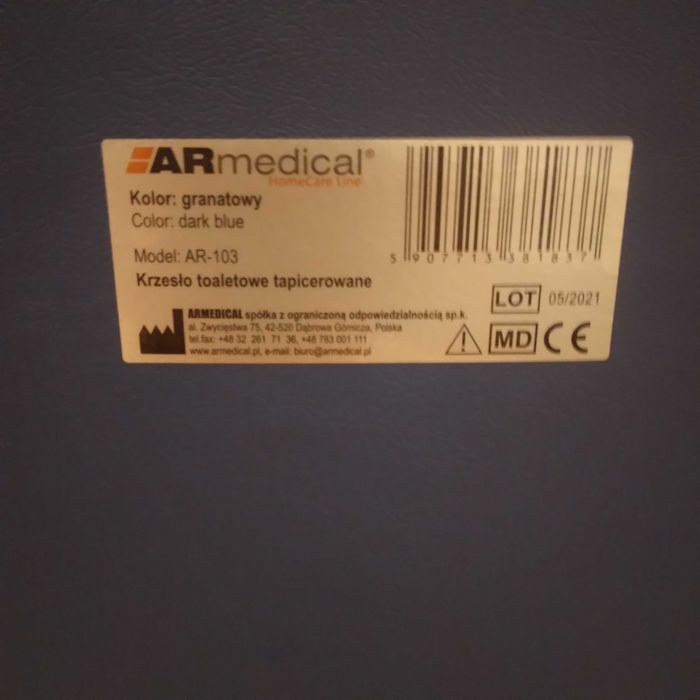 ARmedical®
HomeCare Line
Kolor: granatowy
Color: dark blue
Model: AR-103
Krzesło toaletowe tapicerowane
5 907713 381837
LOT 05/2021
ARMEDICAL spółka z ograniczoną odpowiedzialnością sp.k.
al. Zwycięstwa 75, 42-520 Dąbrowa Górnicza, Polska
tel.fax: +48 32 261 71 36, +48 783 001 111
www.armedical.pl, e-mail: biuro@armedical.pl
MD CE